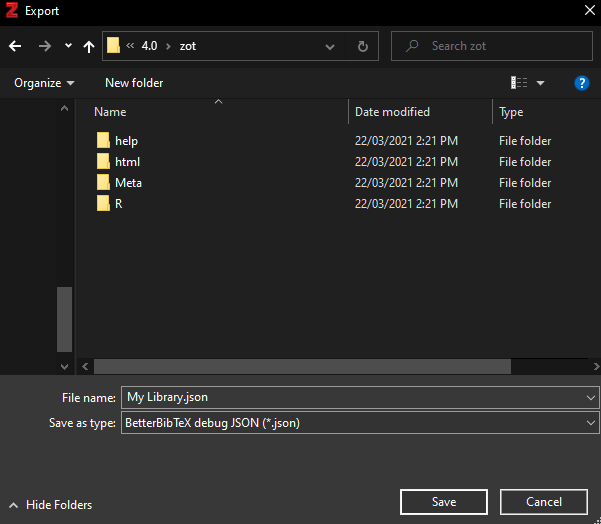 Z Export
« 4.0 › zot
Search zot
Organize New folder ?
Name Date modified Type
help 22/03/2021 2:21 PM File folder
html 22/03/2021 2:21 PM File folder
Meta 22/03/2021 2:21 PM File folder
R 22/03/2021 2:21 PM File folder
File name: My Library.json
Save as type: BetterBibTeX debug JSON (*.json)
Hide Folders Save Cancel